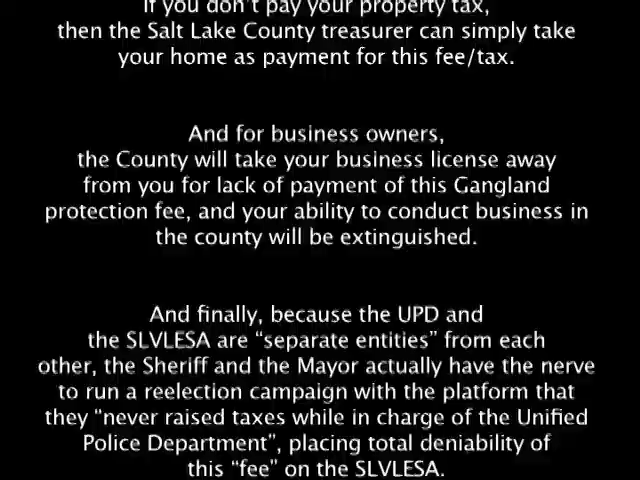 If you don't pay your property tax,
then the Salt Lake County treasurer can simply take
your home as payment for this fee/tax.
And for business owners,
the County will take your business license away
from you for lack of payment of this Gangland
protection fee, and your ability to conduct business in
the county will be extinguished.
And finally, because the UPD and
the SLVLESA are “separate entities” from each
other, the Sheriff and the Mayor actually have the nerve
to run a reelection campaign with the platform that
they “never raised taxes while in charge of the Unified
Police Department”, placing total deniability of
this “fee” on the SLVLESA.